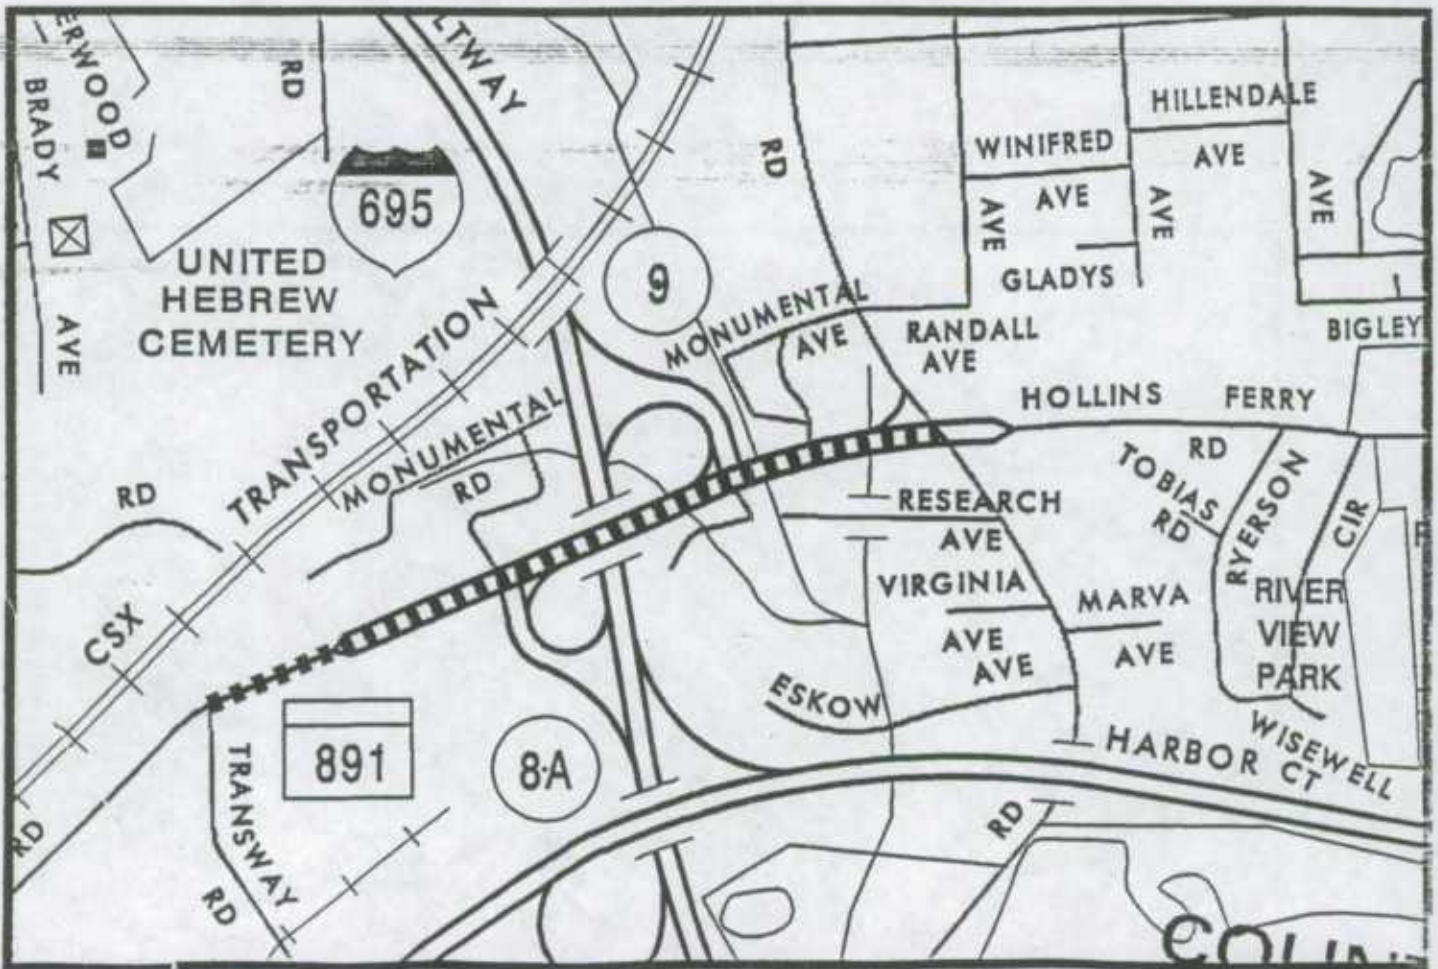 ERWOOD
BRADY
AVE
RD
LTWAY
695
UNITED
HEBREW
CEMETERY
9
RD
WINIFRED
AVE
HILLENDALE
AVE
AVE
AVE
AVE
GLADYS
MONUMENTAL
AVE
RANDALL
AVE
BIGLEY
HOLLINS FERRY
RD
TRANSPORTATION
CSX
RD
MONUMENTAL
RD
RESEARCH
AVE
TOBIAS
RD
RYERSON
CIR
VIRGINIA
AVE
MARVA
AVE
RIVER
VIEW
PARK
AVE
ESKOW
WISEWELL
CT
HARBOR
891
8-A
TRANSWAY
RD
RD
RD